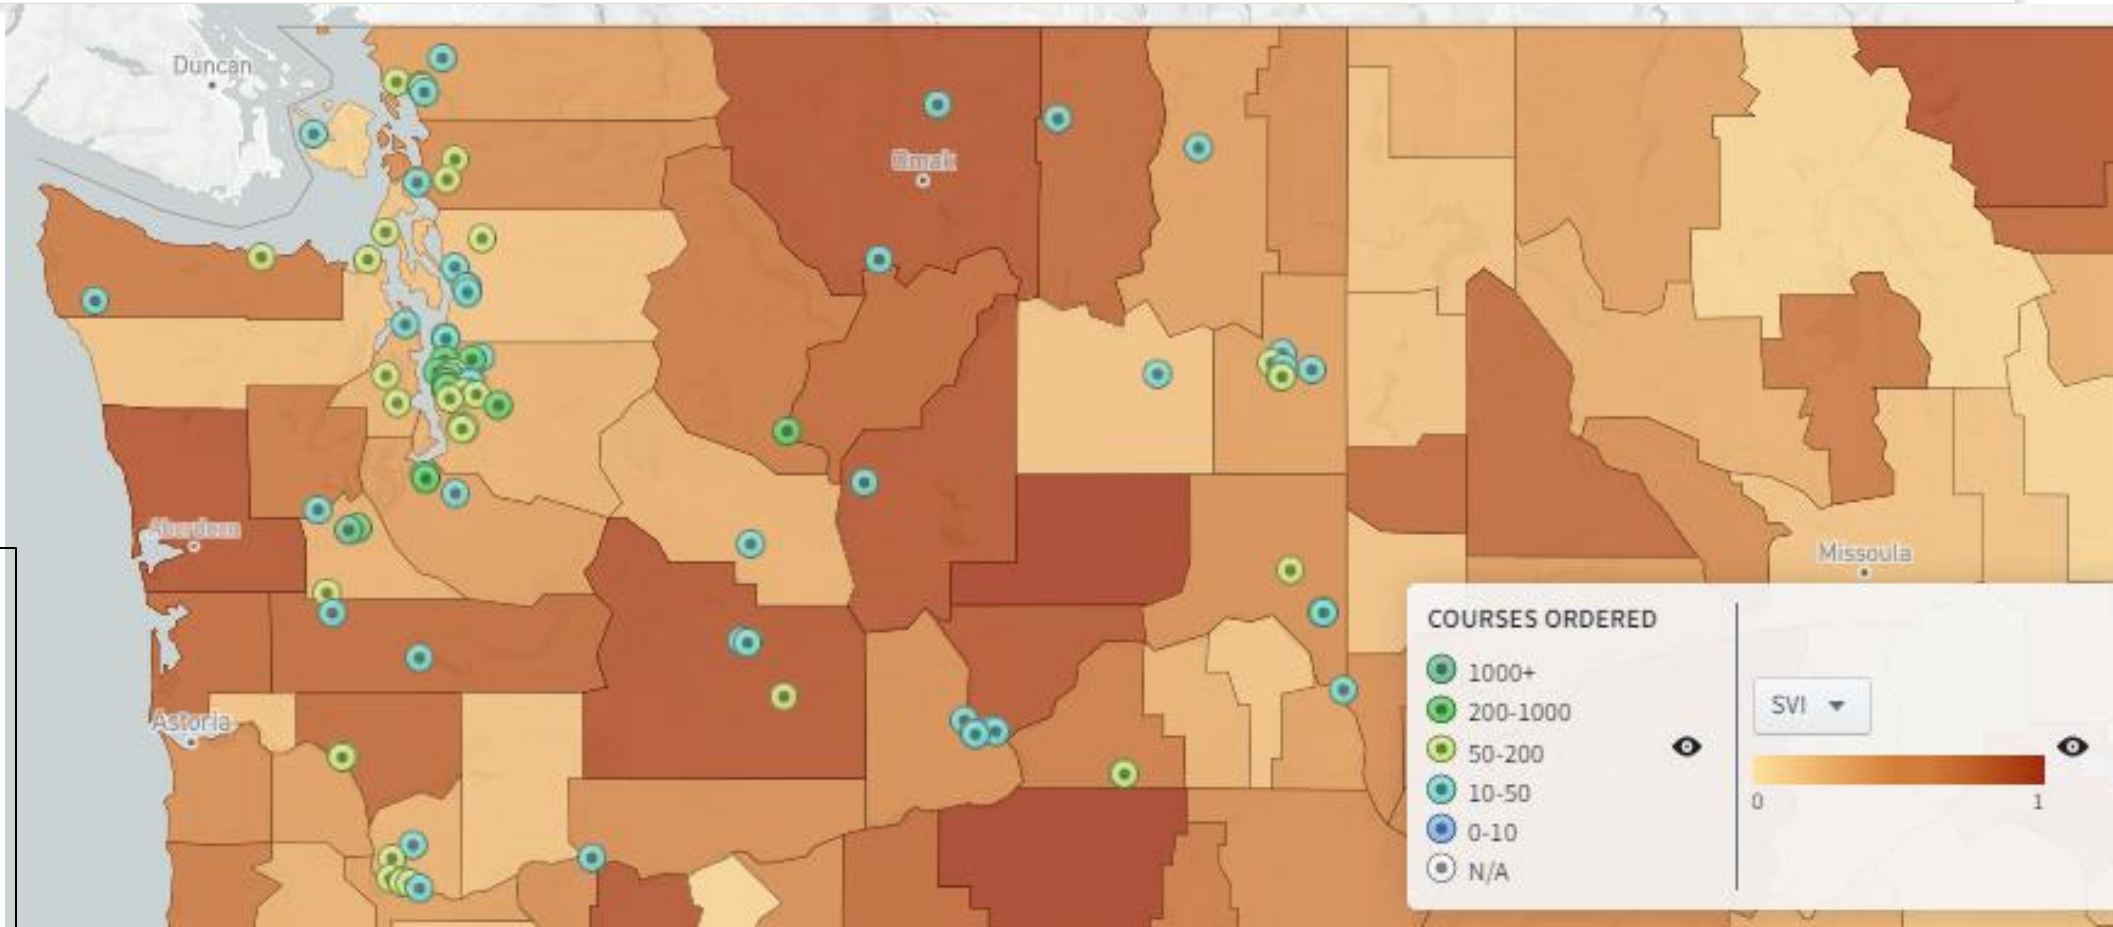 Duncan
Omak
Aberdeen
Astoria
Missoula
COURSES ORDERED
1000+
200-1000
50-200
10-50
0-10
N/A
SVI
0
1